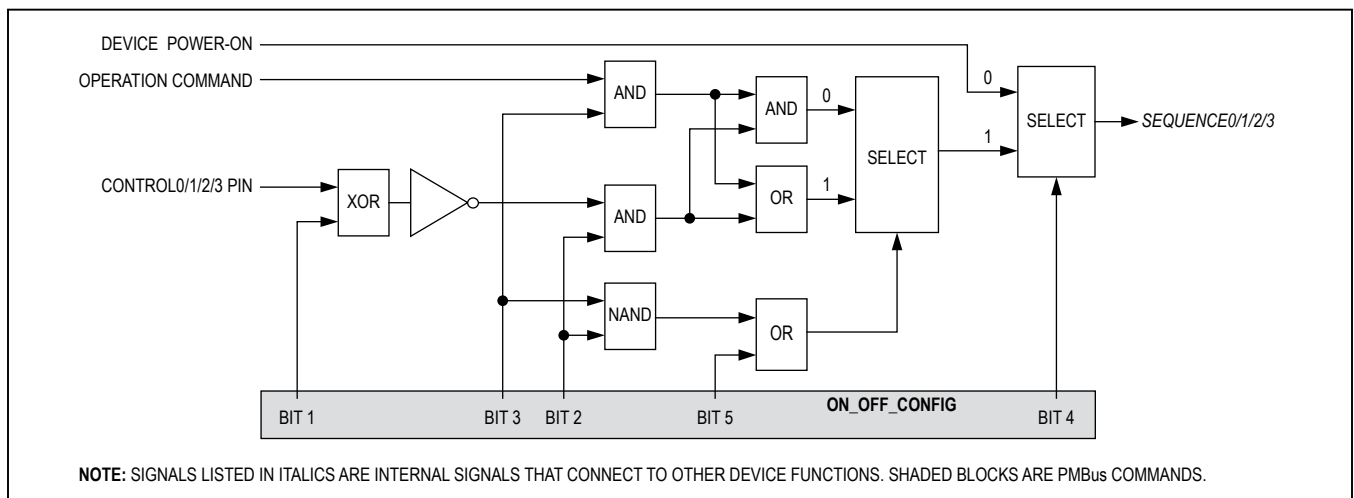 DEVICE POWER-ON
OPERATION COMMAND
CONTROL0/1/2/3 PIN
XOR
AND
AND
NAND
AND
OR
OR
0
1
SELECT
0
1
SELECT
SEQUENCE0/1/2/3
BIT 1
BIT 3
BIT 2
BIT 5
ON_OFF_CONFIG
BIT 4
NOTE: SIGNALS LISTED IN ITALICS ARE INTERNAL SIGNALS THAT CONNECT TO OTHER DEVICE FUNCTIONS. SHADED BLOCKS ARE PMBus COMMANDS.